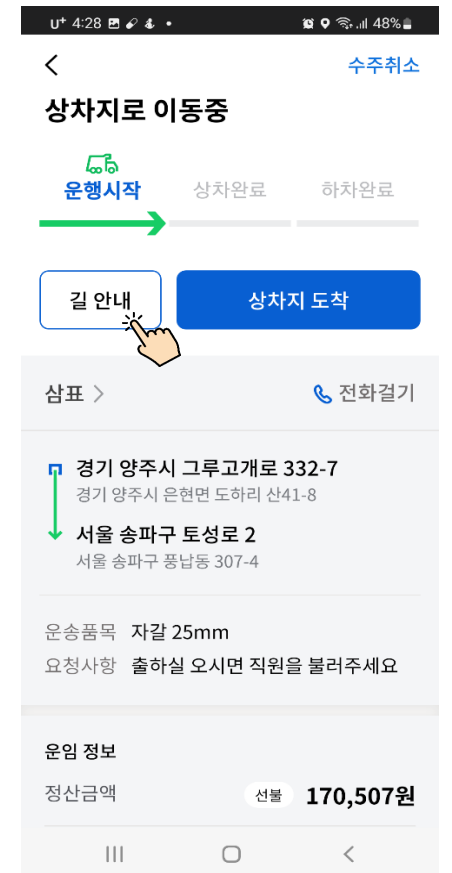 U+ 4:28 48%
수주취소
상차지로 이동중
운행시작 상차완료 하차완료
길 안내 상차지 도착
삼표 전화걸기
경기 양주시 그루고개로 332-7
경기 양주시 은현면 도하리 산41-8
서울 송파구 토성로 2
서울 송파구 풍납동 307-4
운송품목 자갈 25mm
요청사항 출하실 오시면 직원을 불러주세요
운임 정보
정산금액 선불 170,507원